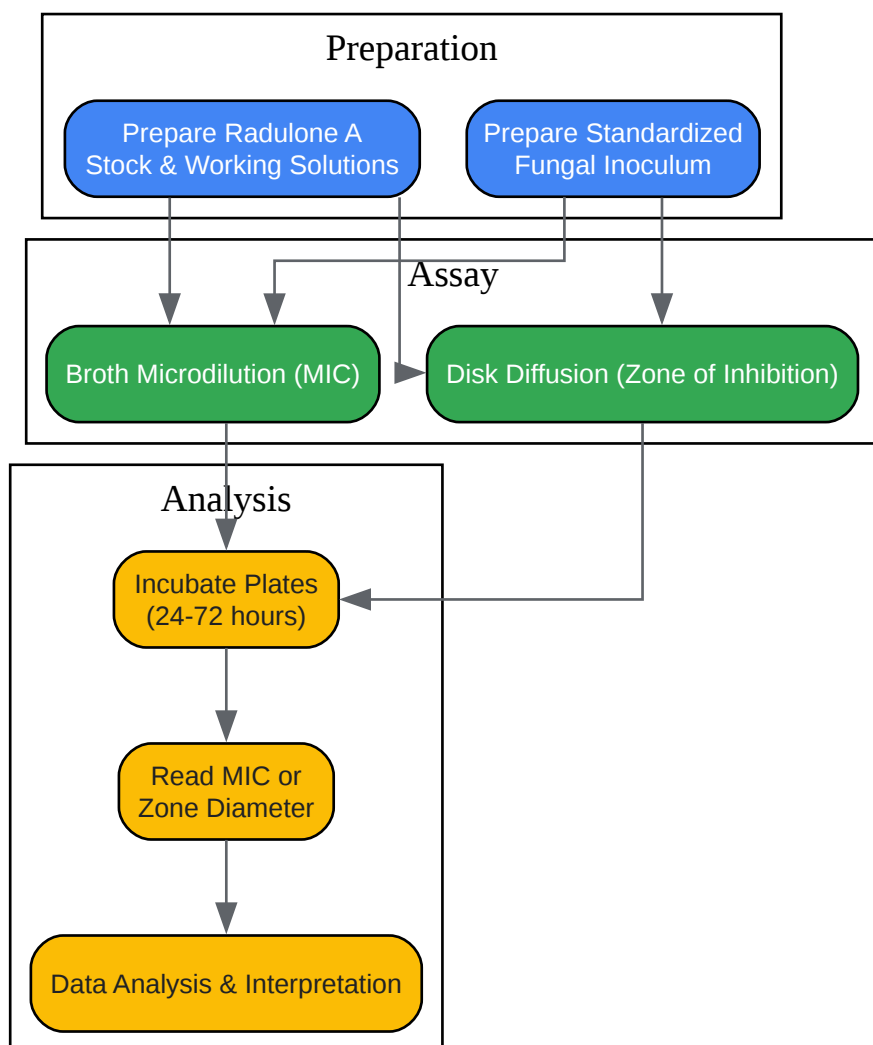 Preparation
Prepare Radulone A
Stock & Working Solutions
Prepare Standardized
Fungal Inoculum
Assay
Broth Microdilution (MIC)
Disk Diffusion (Zone of Inhibition)
Analysis
Incubate Plates
(24-72 hours)
Read MIC or
Zone Diameter
Data Analysis & Interpretation